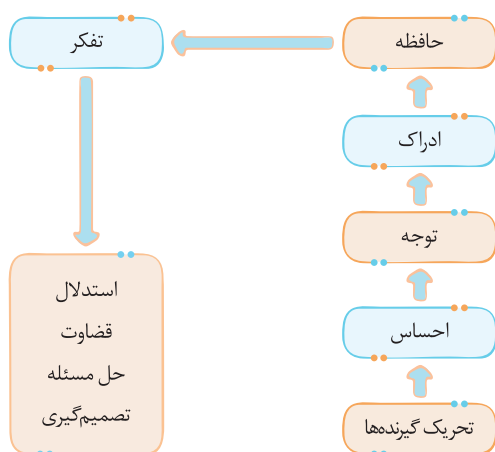 حافظه
تفکر
ادراک
توجه
احساس
تحریک گیرنده‌ها
استدلال
قضاوت
حل مسئله
تصمیم‌گیری